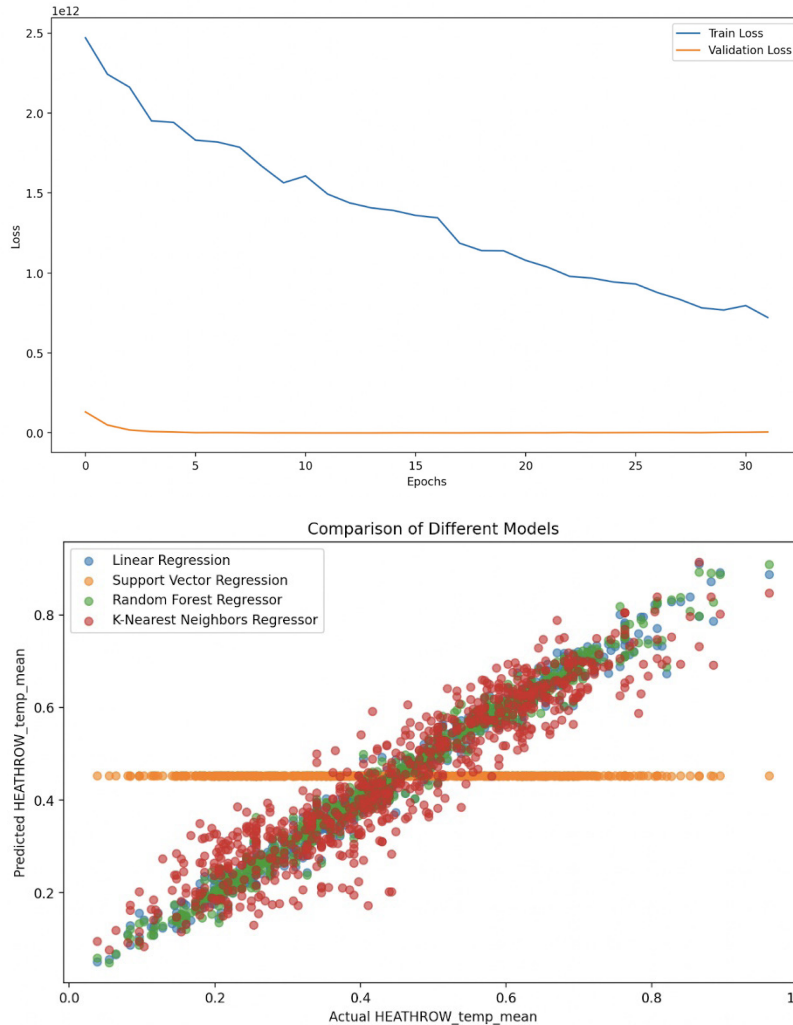 1e12
Train Loss
Validation Loss
2.5
2.0
1.5
1.0
0.5
0.0
Loss
0 5 10 15 20 25 30
Epochs
Comparison of Different Models
Linear Regression
Support Vector Regression
Random Forest Regressor
K-Nearest Neighbors Regressor
0.8
0.6
0.4
0.2
Predicted HEATHROW_temp_mean
0.0 0.2 0.4 0.6 0.8 1
Actual HEATHROW_temp_mean